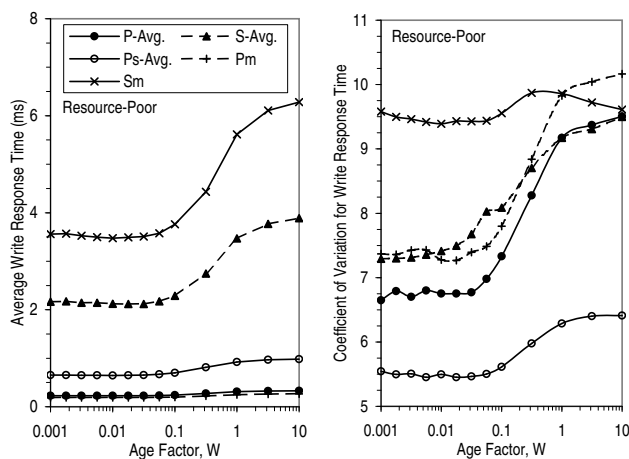 8
6
4
2
0
Average Write Response Time (ms)
P-Avg. S-Avg.
Ps-Avg. Pm
Sm
Resource-Poor
0.001 0.01 0.1 1 10
Age Factor, W
11
10
9
8
7
6
5
Coefficient of Variation for Write Response Time
Resource-Poor
0.001 0.01 0.1 1 10
Age Factor, W